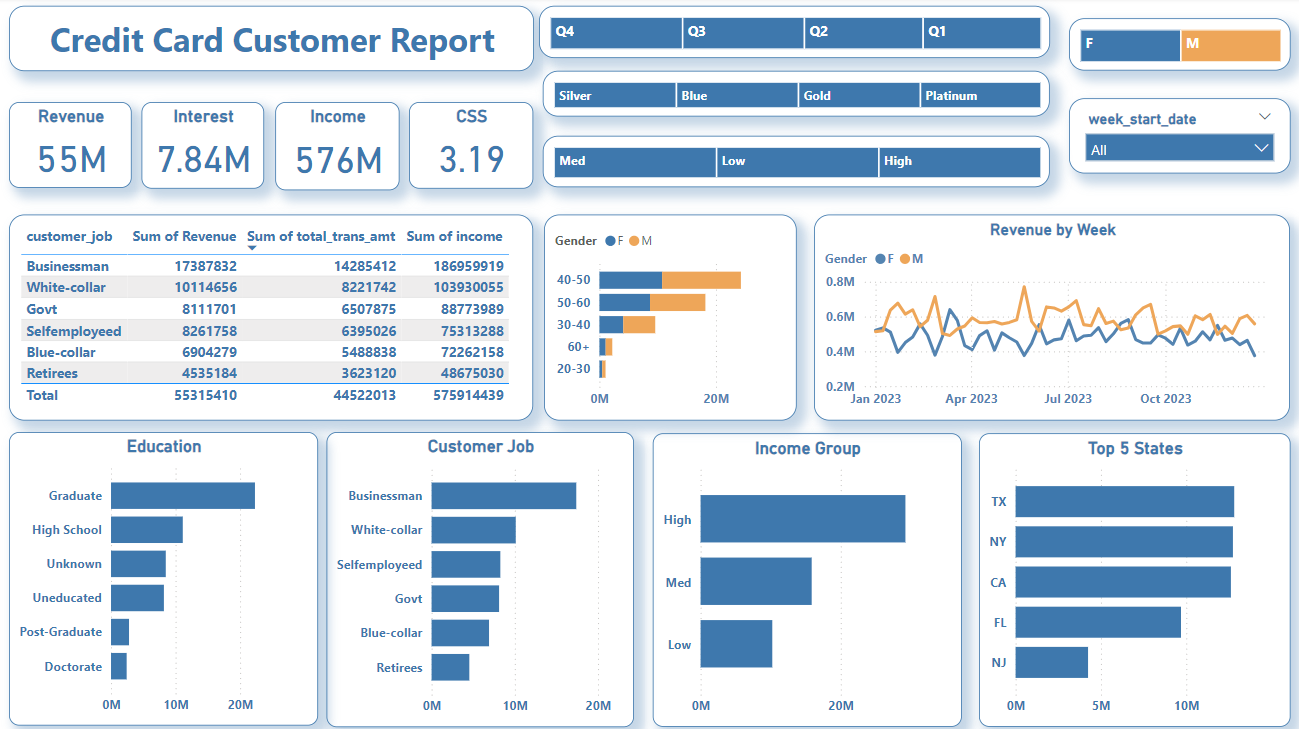 Credit Card Customer Report
Q4 Q3 Q2 Q1
F M
Silver Blue Gold Platinum
Med Low High
week_start_date
All
Revenue
55M
Interest
7.84M
Income
576M
CSS
3.19
customer_job Sum of Revenue Sum of total_trans_amt Sum of income
Businessman 17387832 14285412 186959919
White-collar 10114656 8221742 103930055
Govt 8111701 6507875 88773989
Selfemployeed 8261758 6395026 75313288
Blue-collar 6904279 5488838 72262158
Retirees 4535184 3623120 48675030
Total 55315410 44522013 575914439
Gender F M
40-50
50-60
30-40
60+
20-30
0M 20M
Revenue by Week
Gender F M
0.8M
0.6M
0.4M
0.2M
Jan 2023 Apr 2023 Jul 2023 Oct 2023
Education
Graduate
High School
Unknown
Uneducated
Post-Graduate
Doctorate
0M 10M 20M
Customer Job
Businessman
White-collar
Selfemployeed
Govt
Blue-collar
Retirees
0M 10M 20M
Income Group
High
Med
Low
0M 20M
Top 5 States
TX
NY
CA
FL
NJ
0M 5M 10M